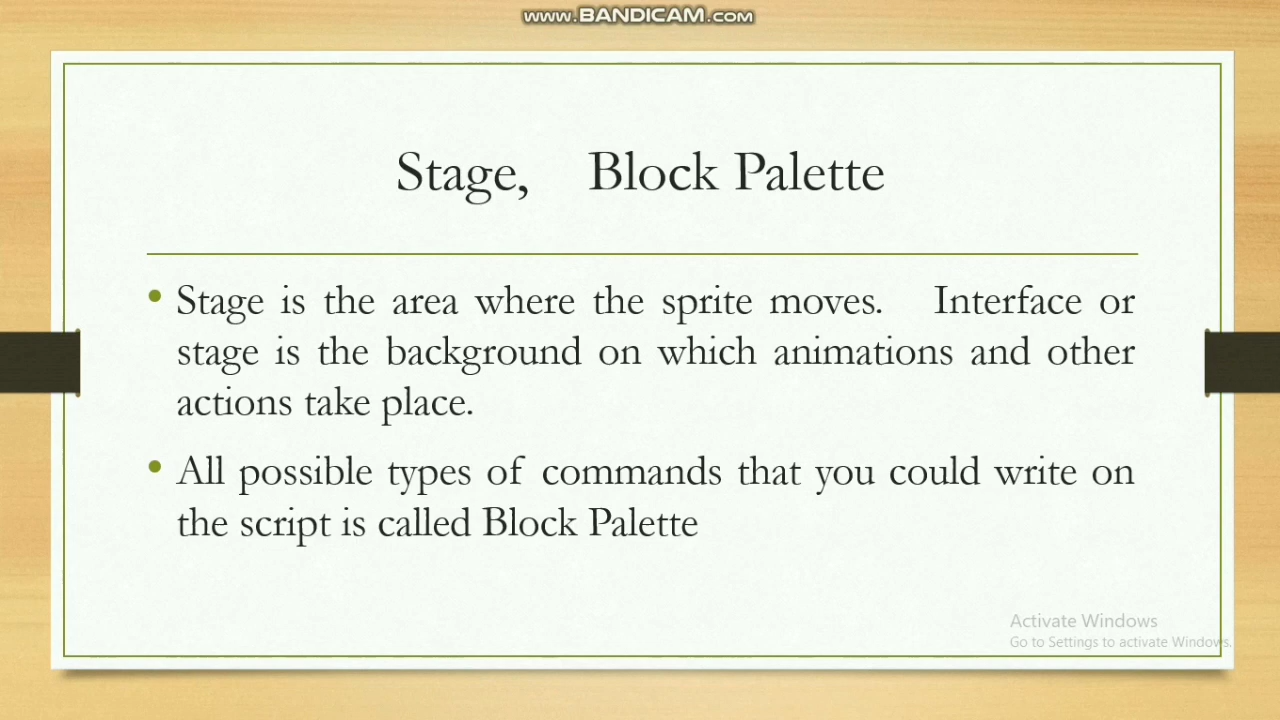 www.BANDICAM.com
Stage, Block Palette
• Stage is the area where the sprite moves. Interface or
stage is the background on which animations and other
actions take place.
• All possible types of commands that you could write on
the script is called Block Palette
Activate Windows
Go to Settings to activate Windows.